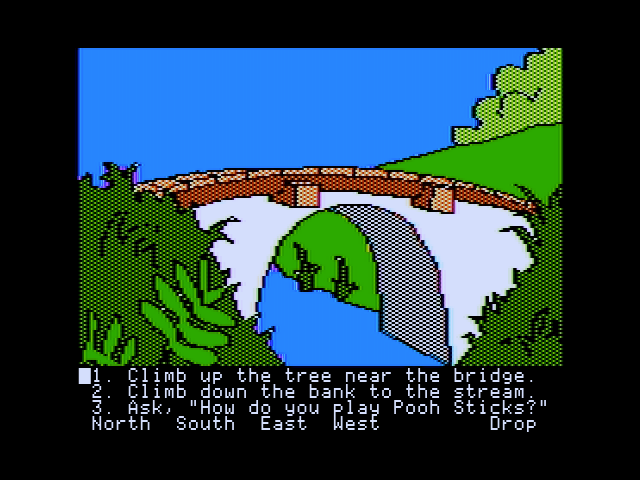 1. Climb up the tree near the bridge.
2. Climb down the bank to the stream.
3. Ask, "How do you play Pooh Sticks?"
North South East West Drop